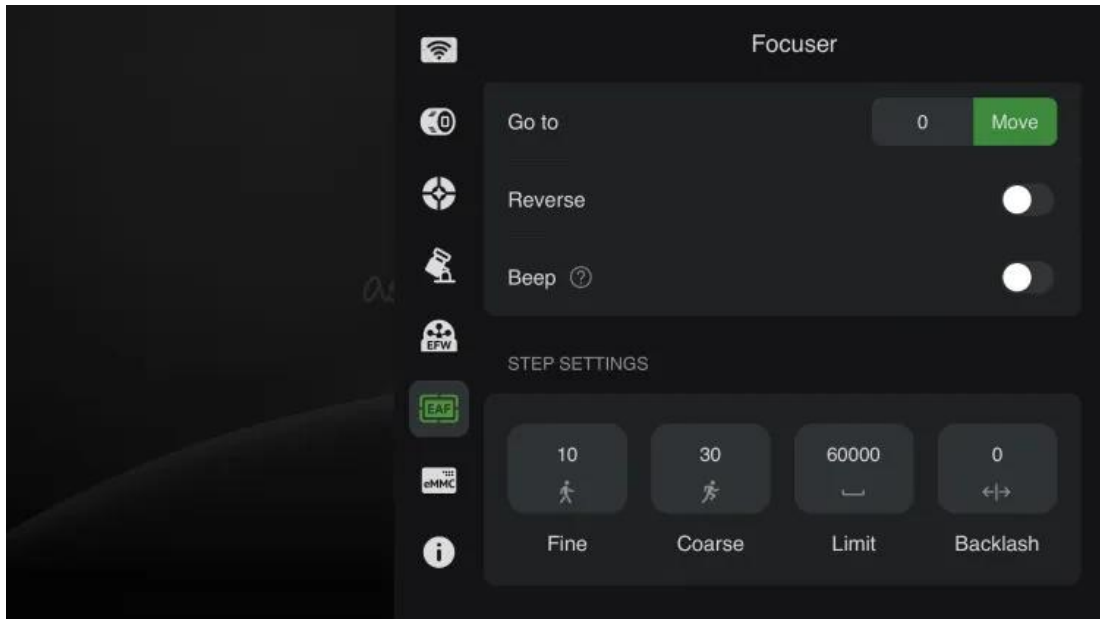 Focuser
Go to 0 Move
Reverse
Beep ?
EFW
STEP SETTINGS
EAF
10 30 60000 0
eMMC
Fine Coarse Limit Backlash
i